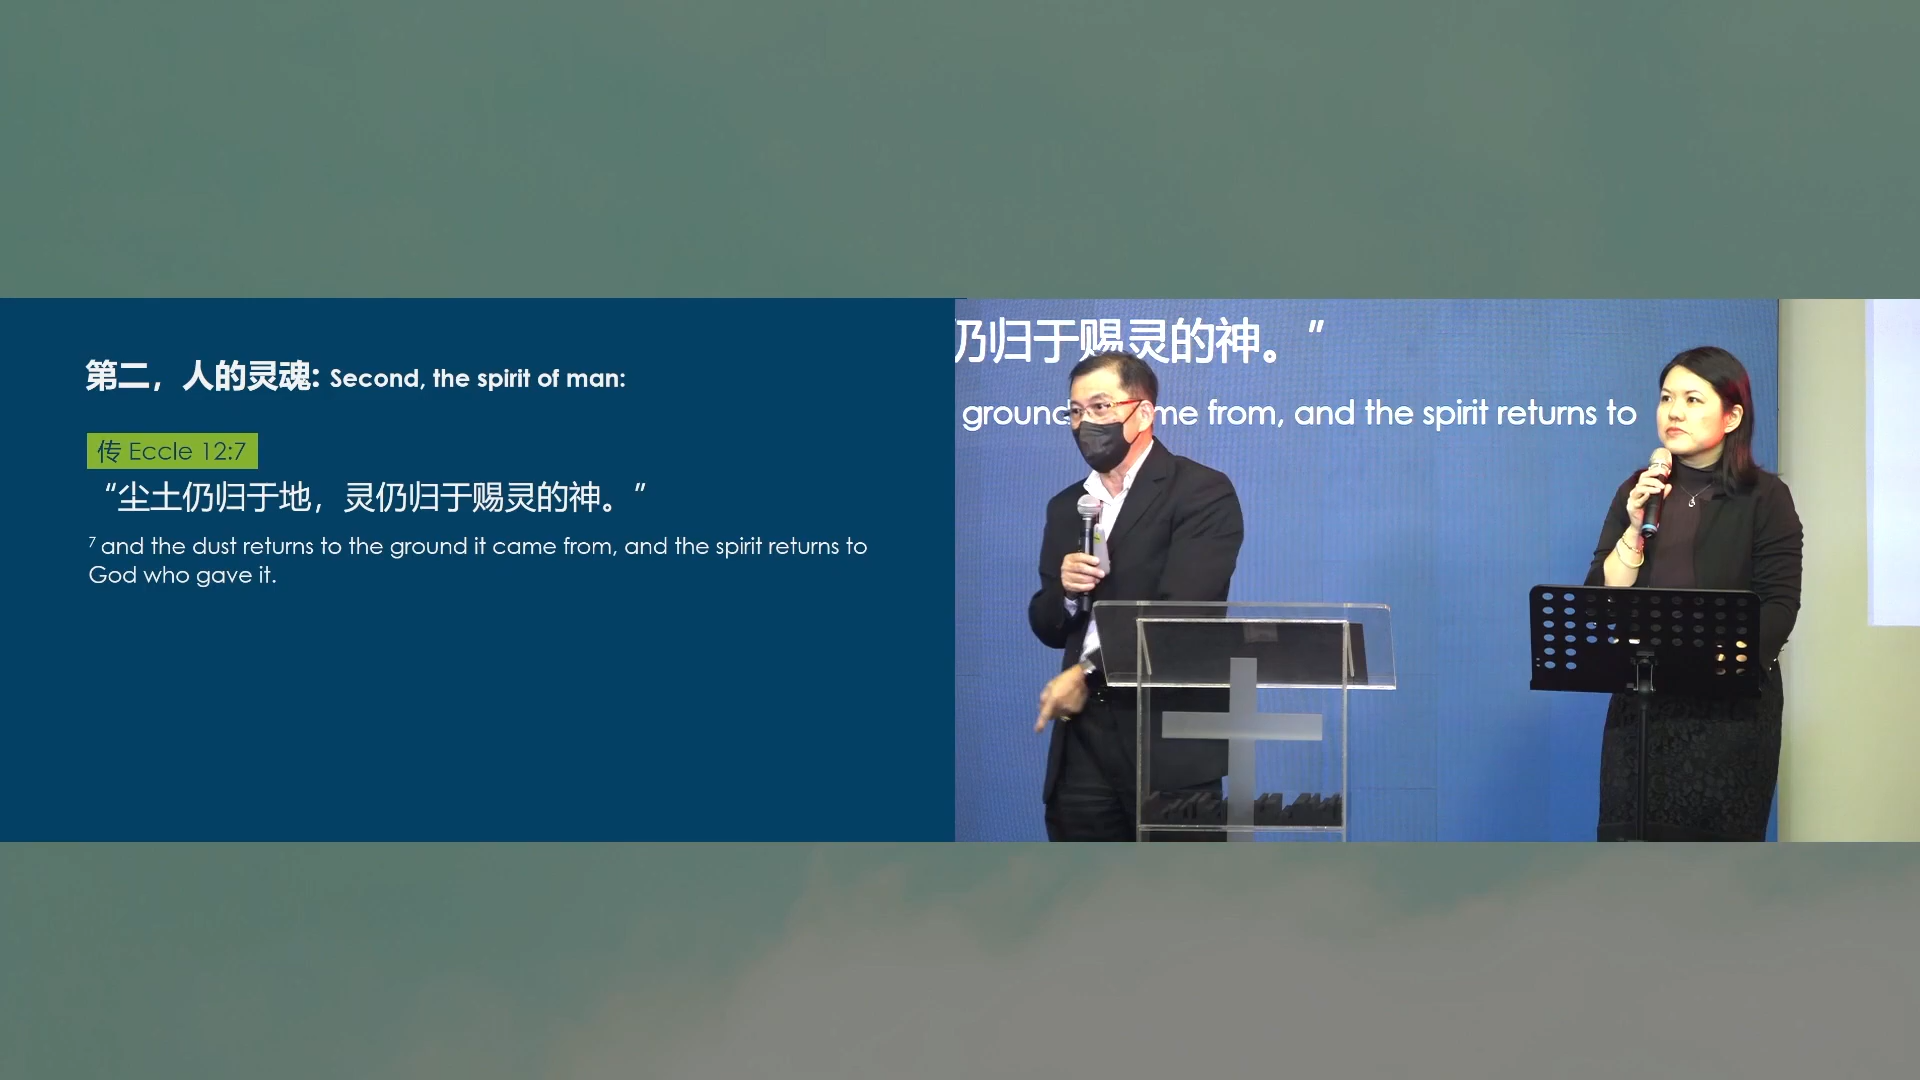 第二，人的灵魂: Second, the spirit of man:
传 Eccle 12:7
“尘土仍归于地，灵仍归于赐灵的神。”
7 and the dust returns to the ground it came from, and the spirit returns to
God who gave it.
仍归于赐灵的神。”
ground me from, and the spirit returns to